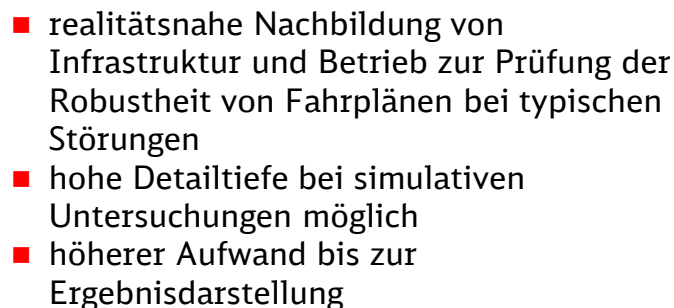 realitätsnahe Nachbildung von
Infrastruktur und Betrieb zur Prüfung der
Robustheit von Fahrplänen bei typischen
Störungen
hohe Detailtiefe bei simulativen
Untersuchungen möglich
höherer Aufwand bis zur
Ergebnisdarstellung